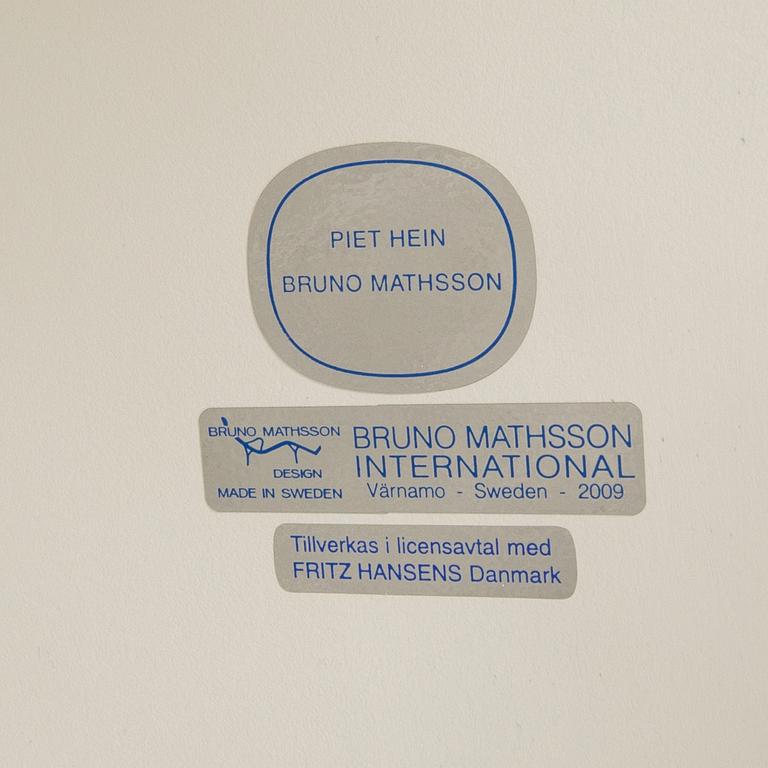 PIET HEIN
BRUNO MATHSSON
BRUNO MATHSSON
DESIGN
MADE IN SWEDEN
BRUNO MATHSSON
INTERNATIONAL
Värnamo - Sweden - 2009
Tillverkas i licensavtal med
FRITZ HANSENS Danmark